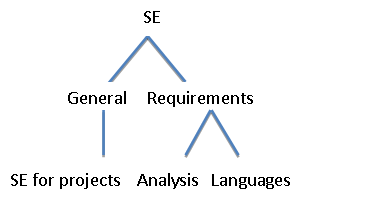 SE
General Requirements
SE for projects Analysis Languages